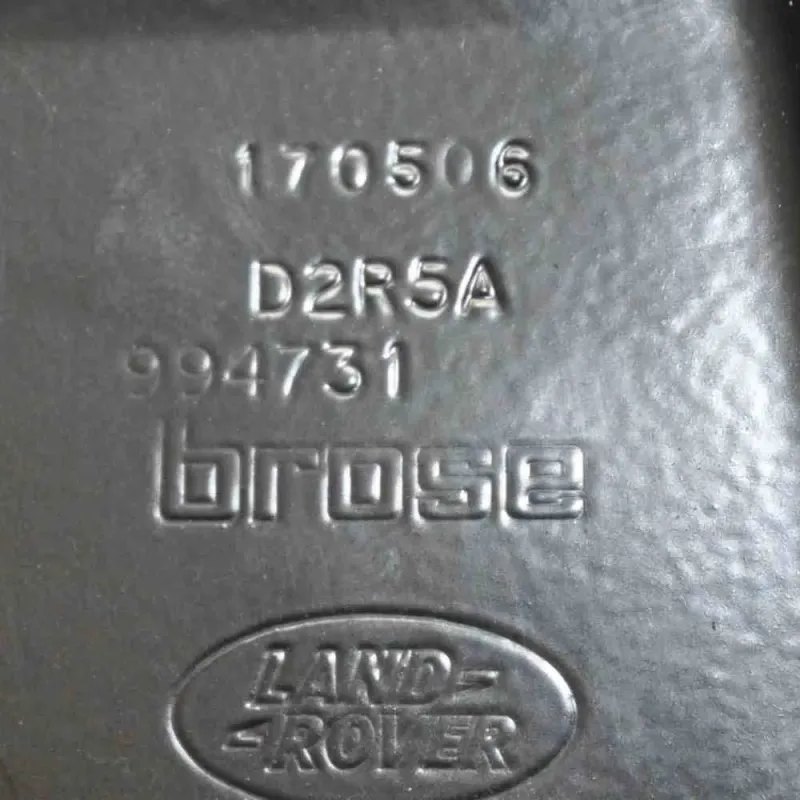 170506
D2R5A
994731
brose
LAND-
-ROVER